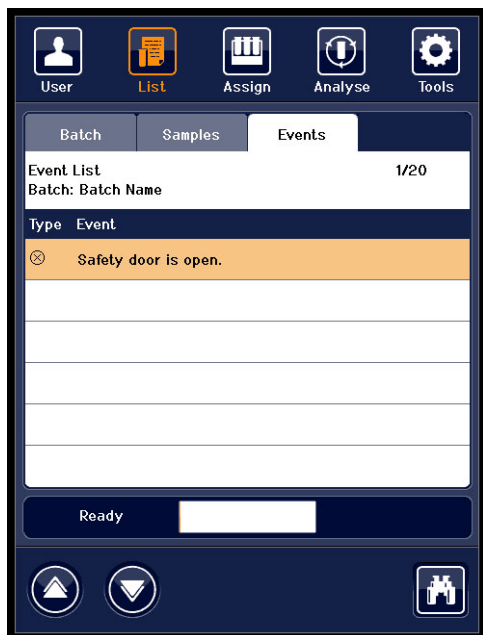 User List Assign Analyse Tools
Batch Samples Events
Event List 1/20
Batch: Batch Name
Type Event
Safety door is open.
Ready